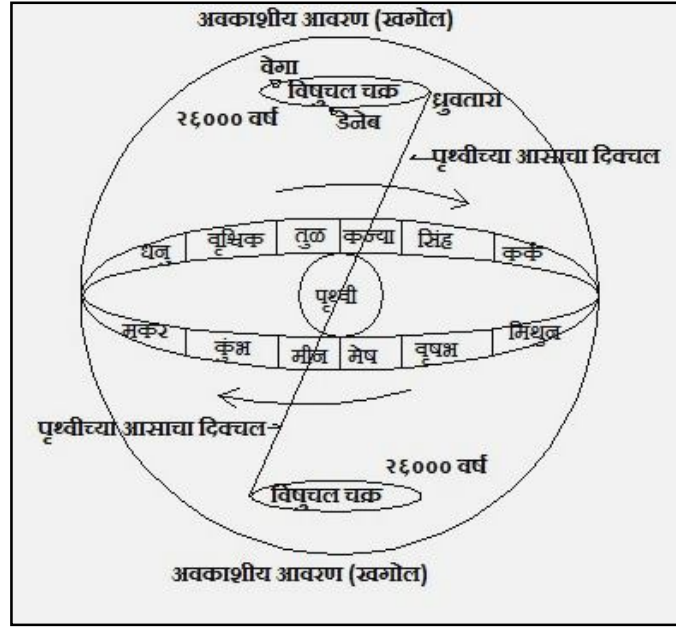 अवकाशीय आवरण (खगोल)
वेगा
विषुचल चक्र
ध्रुवतारा
२६००० वर्ष
डेनेब
पृथ्वीच्या आसाचा दिक्चल
धनु
वृश्चिक
तुळ
कन्या
सिंह
कर्क
पृथ्वी
मकर
कुंभ
मीन
मेष
वृषभ
मिथुन
पृथ्वीच्या आसाचा दिक्चल
२६००० वर्ष
विषुचल चक्र
अवकाशीय आवरण (खगोल)